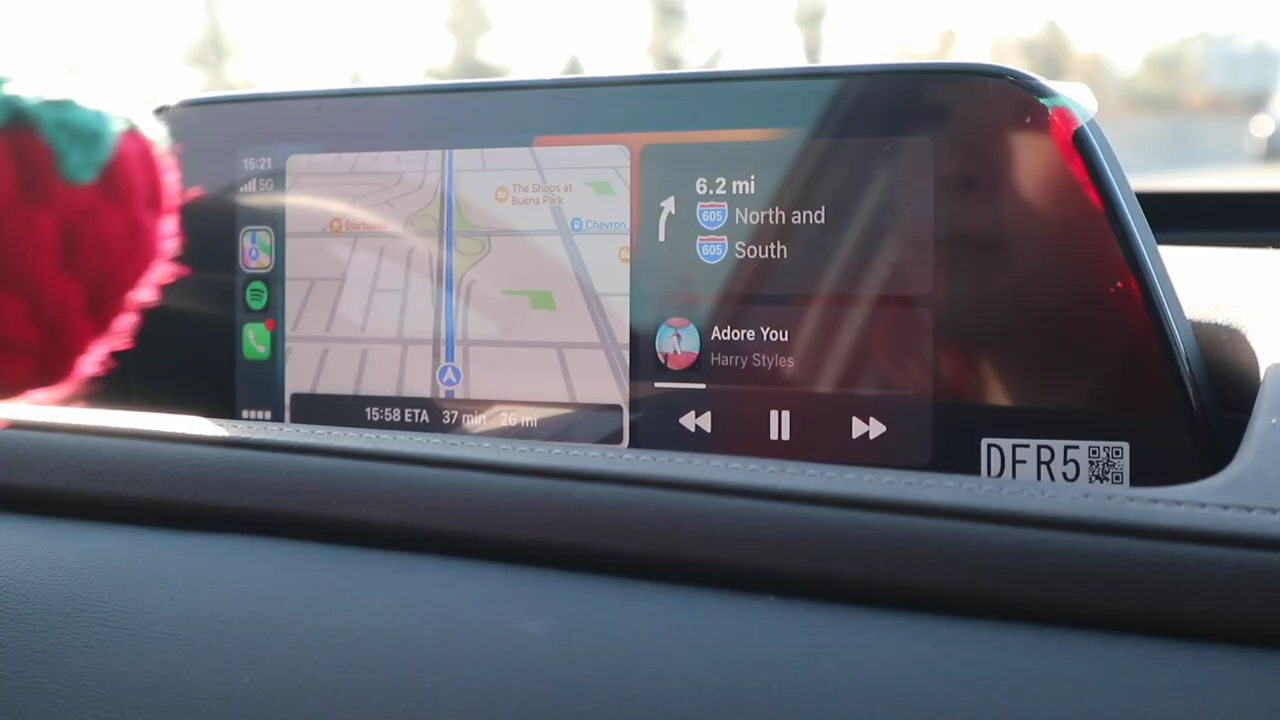 15:21
5G
The Shops at
Buena Park
Starbucks
Chevron
15:58 ETA 37 min 26 mi
6.2 mi
605 North and
605 South
Adore You
Harry Styles
DFR5